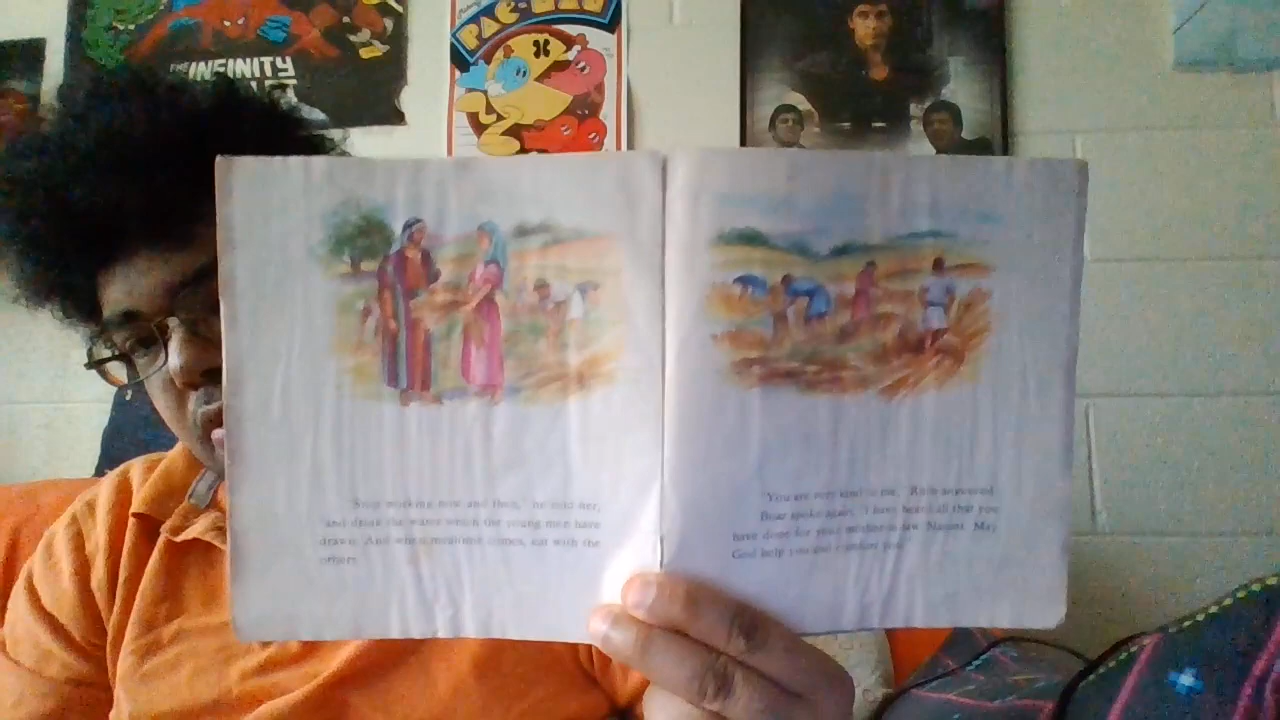 THE INFINITY
PAC-MAN
"Stop working now and then," he told her,
"and drink the water which the young men have
drawn. And when mealtime comes, eat with the
others."
"You are very kind to me," Ruth answered.
Boaz spoke again. "I have heard all that you
have done for your mother-in-law Naomi. May
God help you and comfort you."